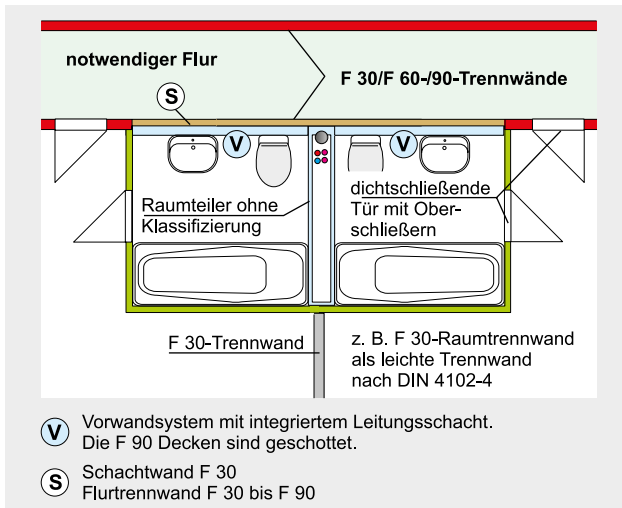 notwendiger Flur
F 30/F 60-/90-Trennwände
S
V
V
Raumteiler ohne
Klassifizierung
dichtschließende
Tür mit Ober-
schließern
F 30-Trennwand
z. B. F 30-Raumtrennwand
als leichte Trennwand
nach DIN 4102-4
V Vorwandsystem mit integriertem Leitungsschacht.
Die F 90 Decken sind geschottet.
S Schachtwand F 30
Flurtrennwand F 30 bis F 90